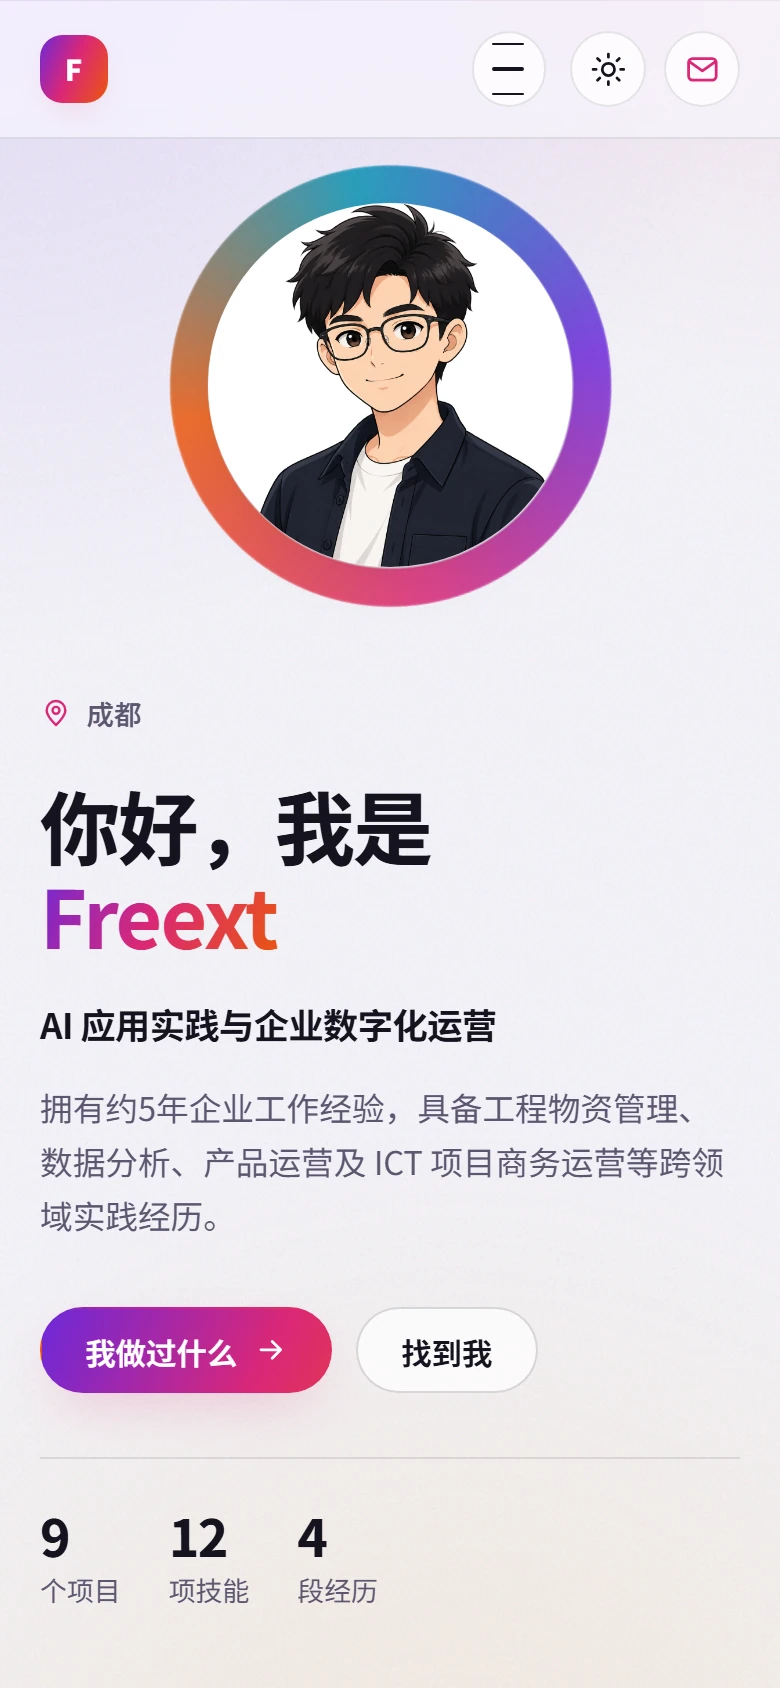 F
成都
你好，我是
Freext
AI 应用实践与企业数字化运营
拥有约5年企业工作经验，具备工程物资管理、
数据分析、产品运营及 ICT 项目商务运营等跨领
域实践经历。
我做过什么 →
找到我
9 12 4
个项目 项技能 段经历